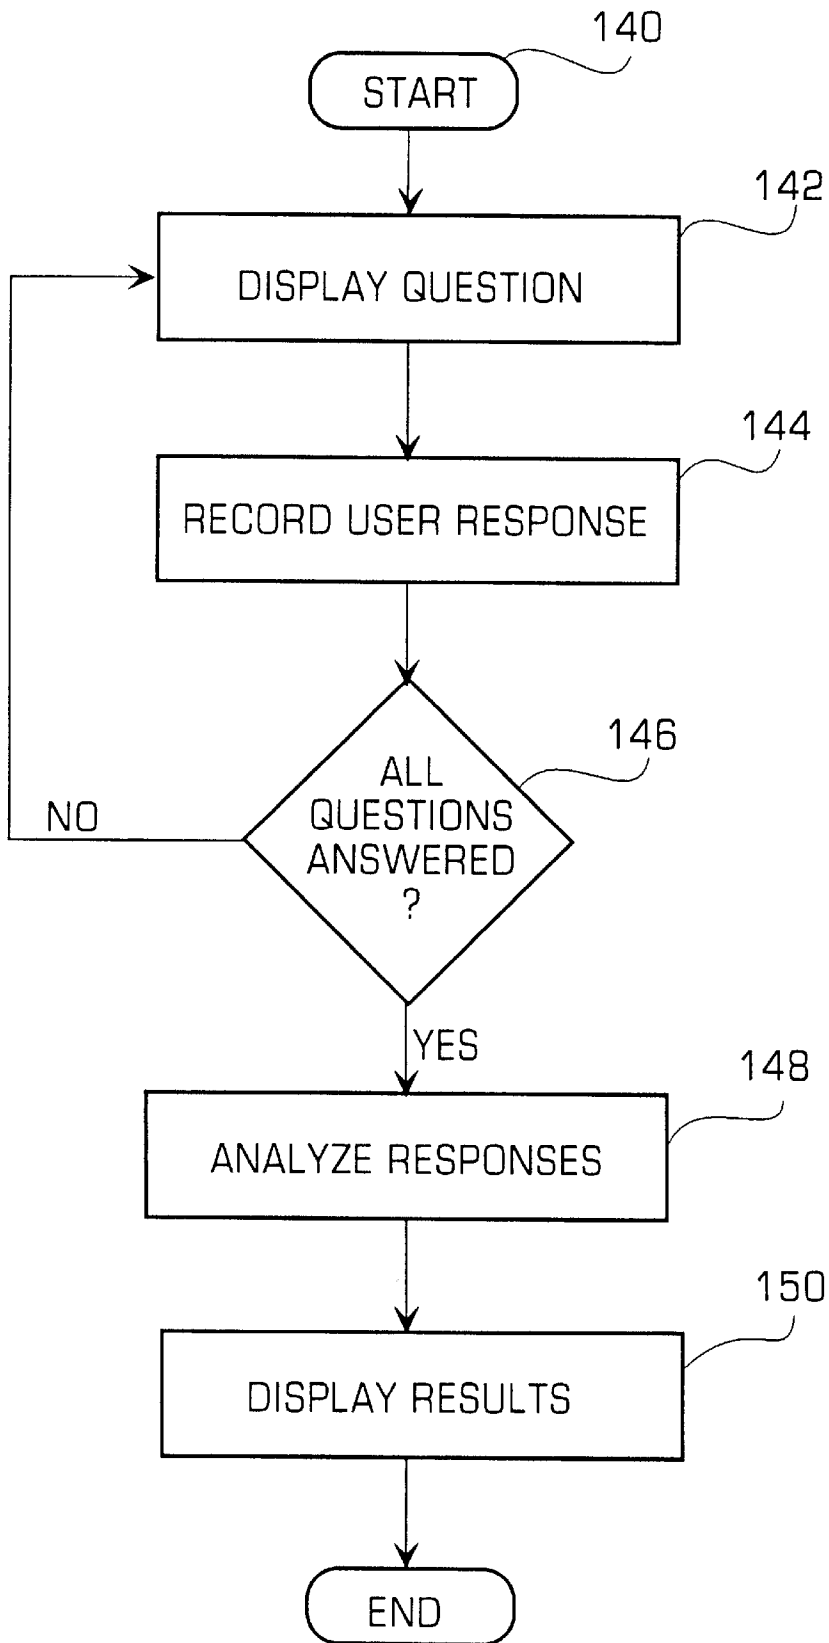 140
START
142
DISPLAY QUESTION
144
RECORD USER RESPONSE
146
ALL
QUESTIONS
ANSWERED
?
NO
YES
148
ANALYZE RESPONSES
150
DISPLAY RESULTS
END